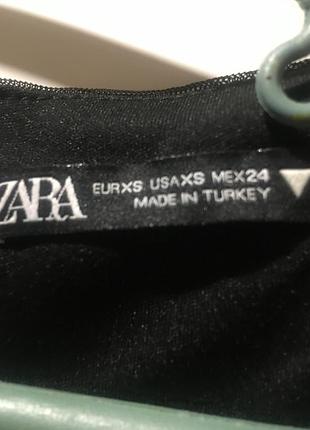 ZARA
EURXS USAXS MEX24
MADE IN TURKEY